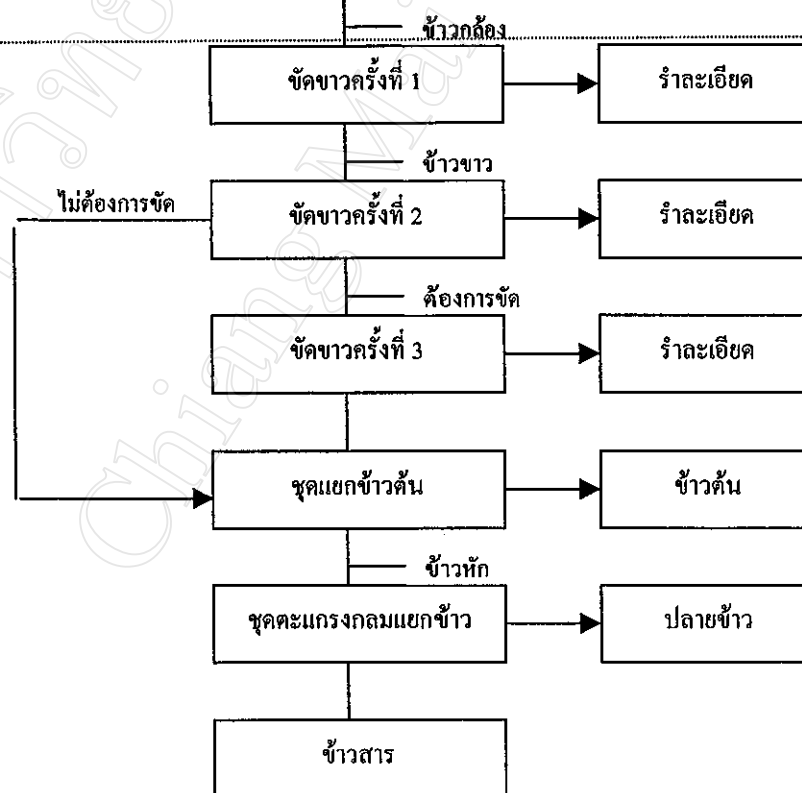 ข้าวกล้อง
ขัดขาวครั้งที่ 1
รำละเอียด
ข้าวขาว
ไม่ต้องการขัด
ขัดขาวครั้งที่ 2
รำละเอียด
ต้องการขัด
ขัดขาวครั้งที่ 3
รำละเอียด
ชุดแยกข้าวต้น
ข้าวต้น
ข้าวหัก
ชุดตะแกรงกลมแยกข้าว
ปลายข้าว
ข้าวสาร
Chiang Mai